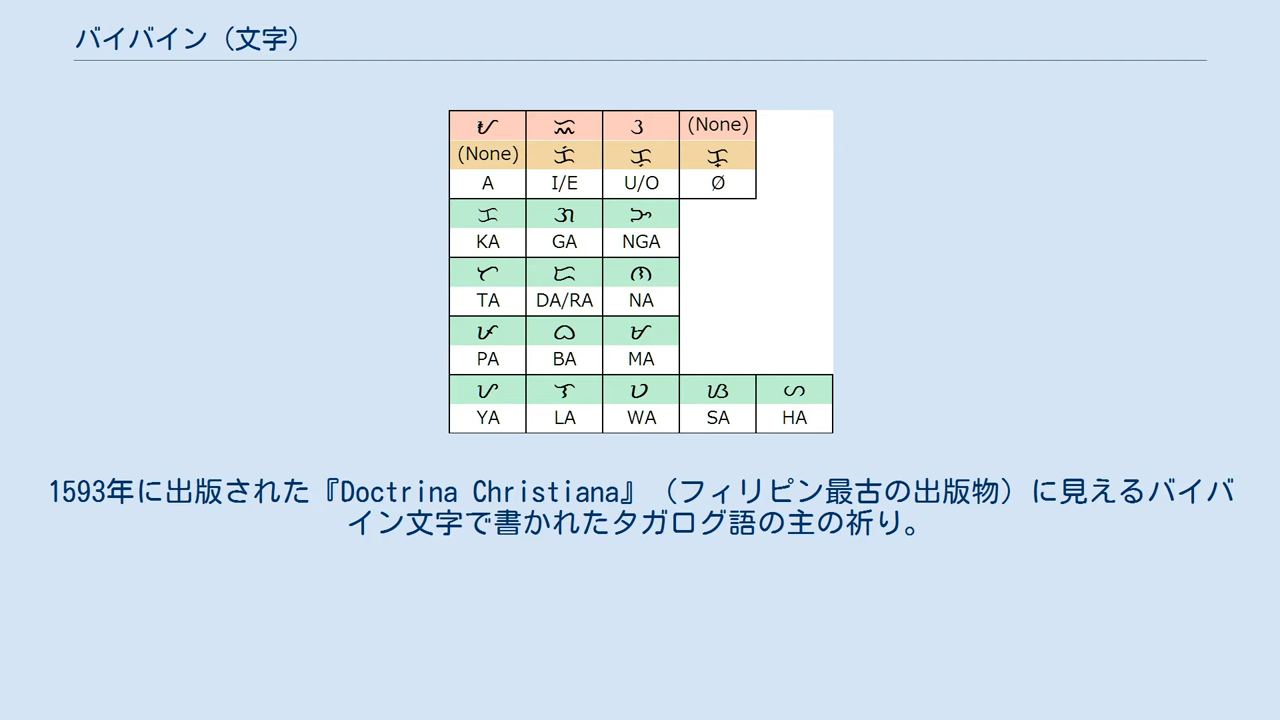 バイバイン（文字）
ᜀ ᜁ ᜂ (None)
(None) ᜃᜒ ᜃᜓ ᜃ᜔
A I/E U/O Ø
ᜃ ᜄ ᜅ
KA GA NGA
ᜆ ᜇ ᜈ
TA DA/RA NA
ᜉ ᜊ ᜋ
PA BA MA
ᜌ ᜎ ᜏ ᜐ ᜑ
YA LA WA SA HA
1593年に出版された『Doctrina Christiana』（フィリピン最古の出版物）に見えるバイバ
イン文字で書かれたタガログ語の主の祈り。